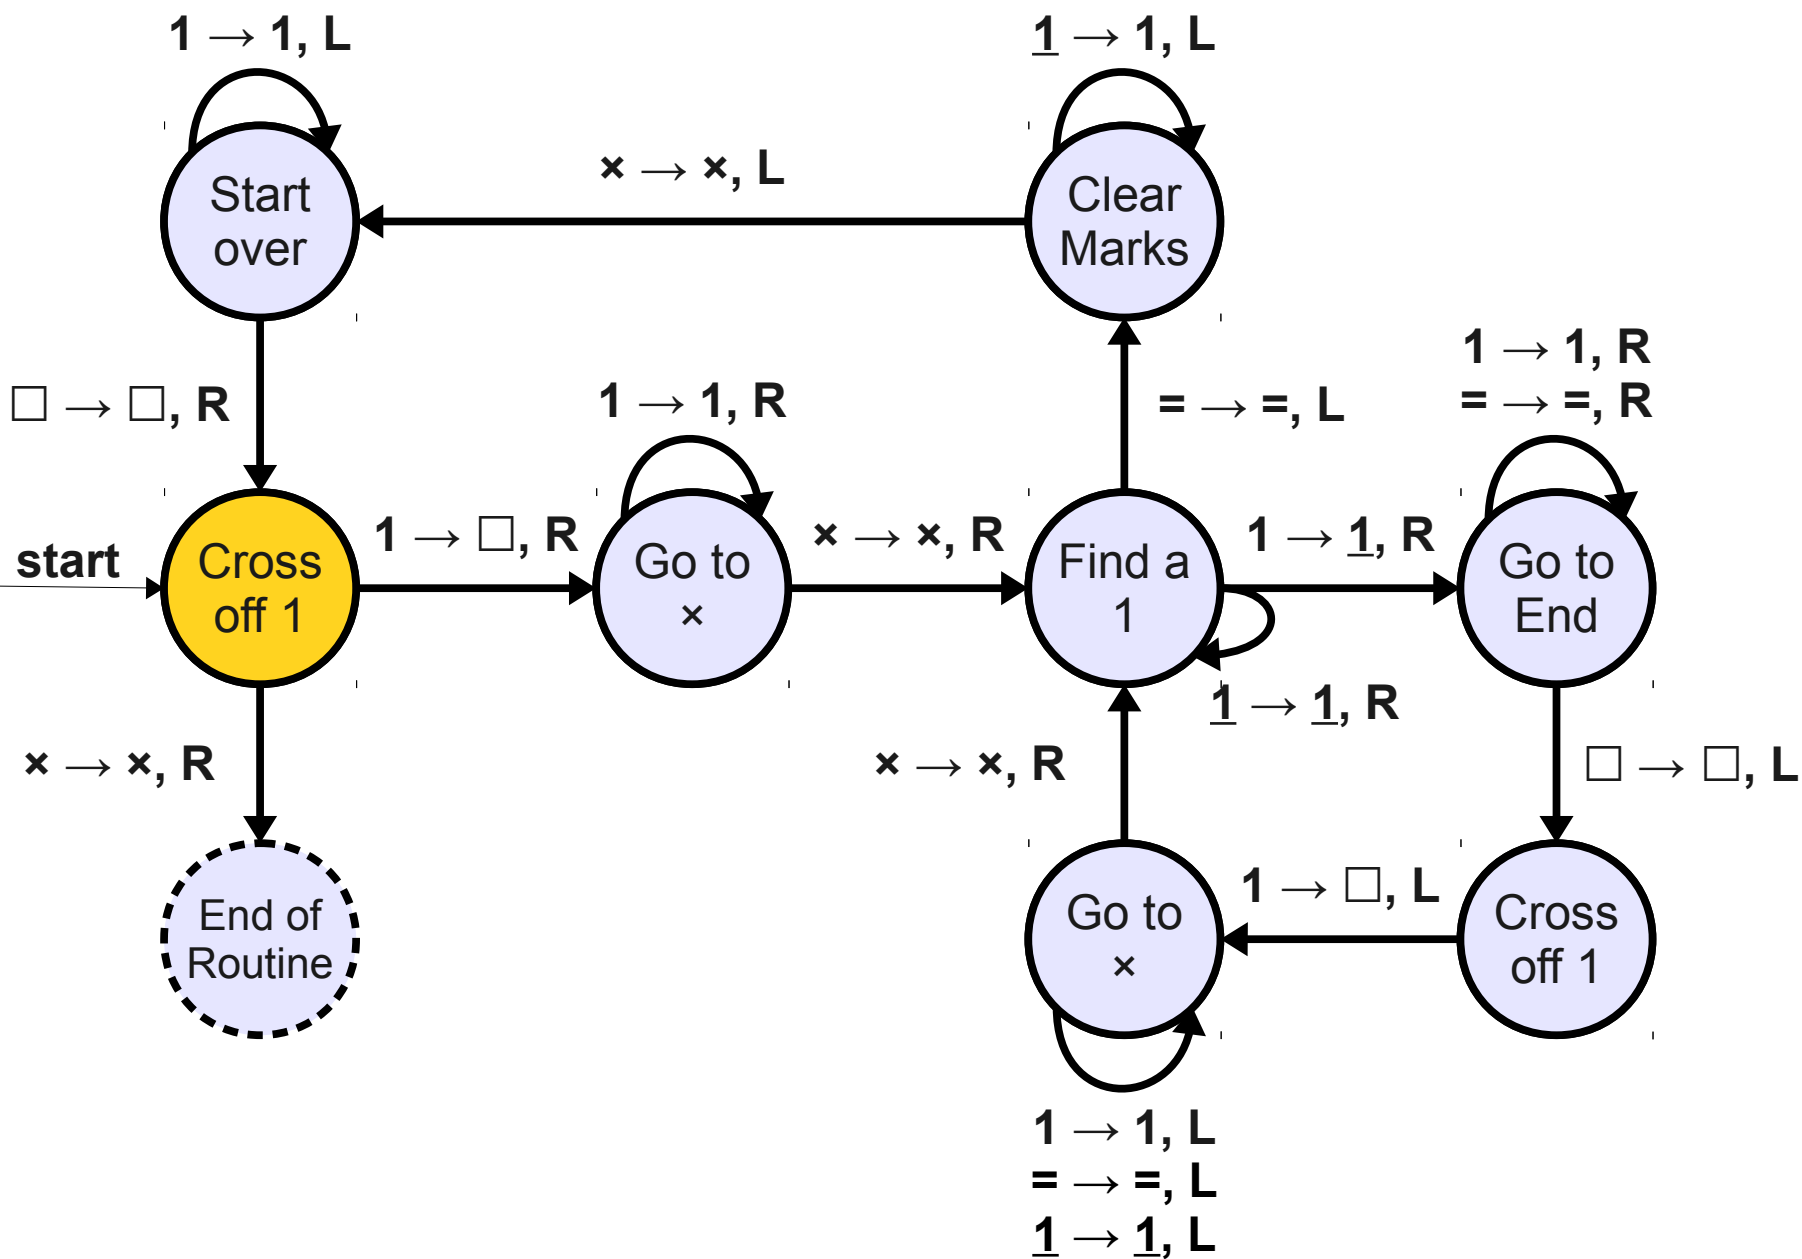 1 → 1, L
1 → 1, L
× → ×, L
Start
over
Clear
Marks
1 → 1, R
= → =, R
□ → □, R
1 → 1, R
= → =, L
start
Cross
off 1
1 → □, R
Go to
×
× → ×, R
Find a
1
1 → 1, R
Go to
End
1 → 1, R
× → ×, R
× → ×, R
□ → □, L
End of
Routine
Go to
×
1 → □, L
Cross
off 1
1 → 1, L
= → =, L
1 → 1, L